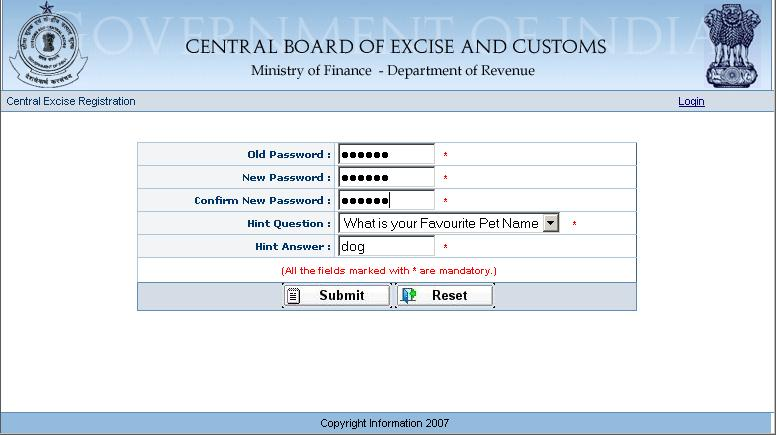 GOVERNMENT OF INDIA
CENTRAL BOARD OF EXCISE AND CUSTOMS
Ministry of Finance - Department of Revenue
Central Excise Registration Login
Old Password : ●●●●●● *
New Password : ●●●●●● *
Confirm New Password : ●●●●●● *
Hint Question : What is your Favourite Pet Name *
Hint Answer : dog *
(All the fields marked with * are mandatory.)
Submit Reset
Copyright Information 2007